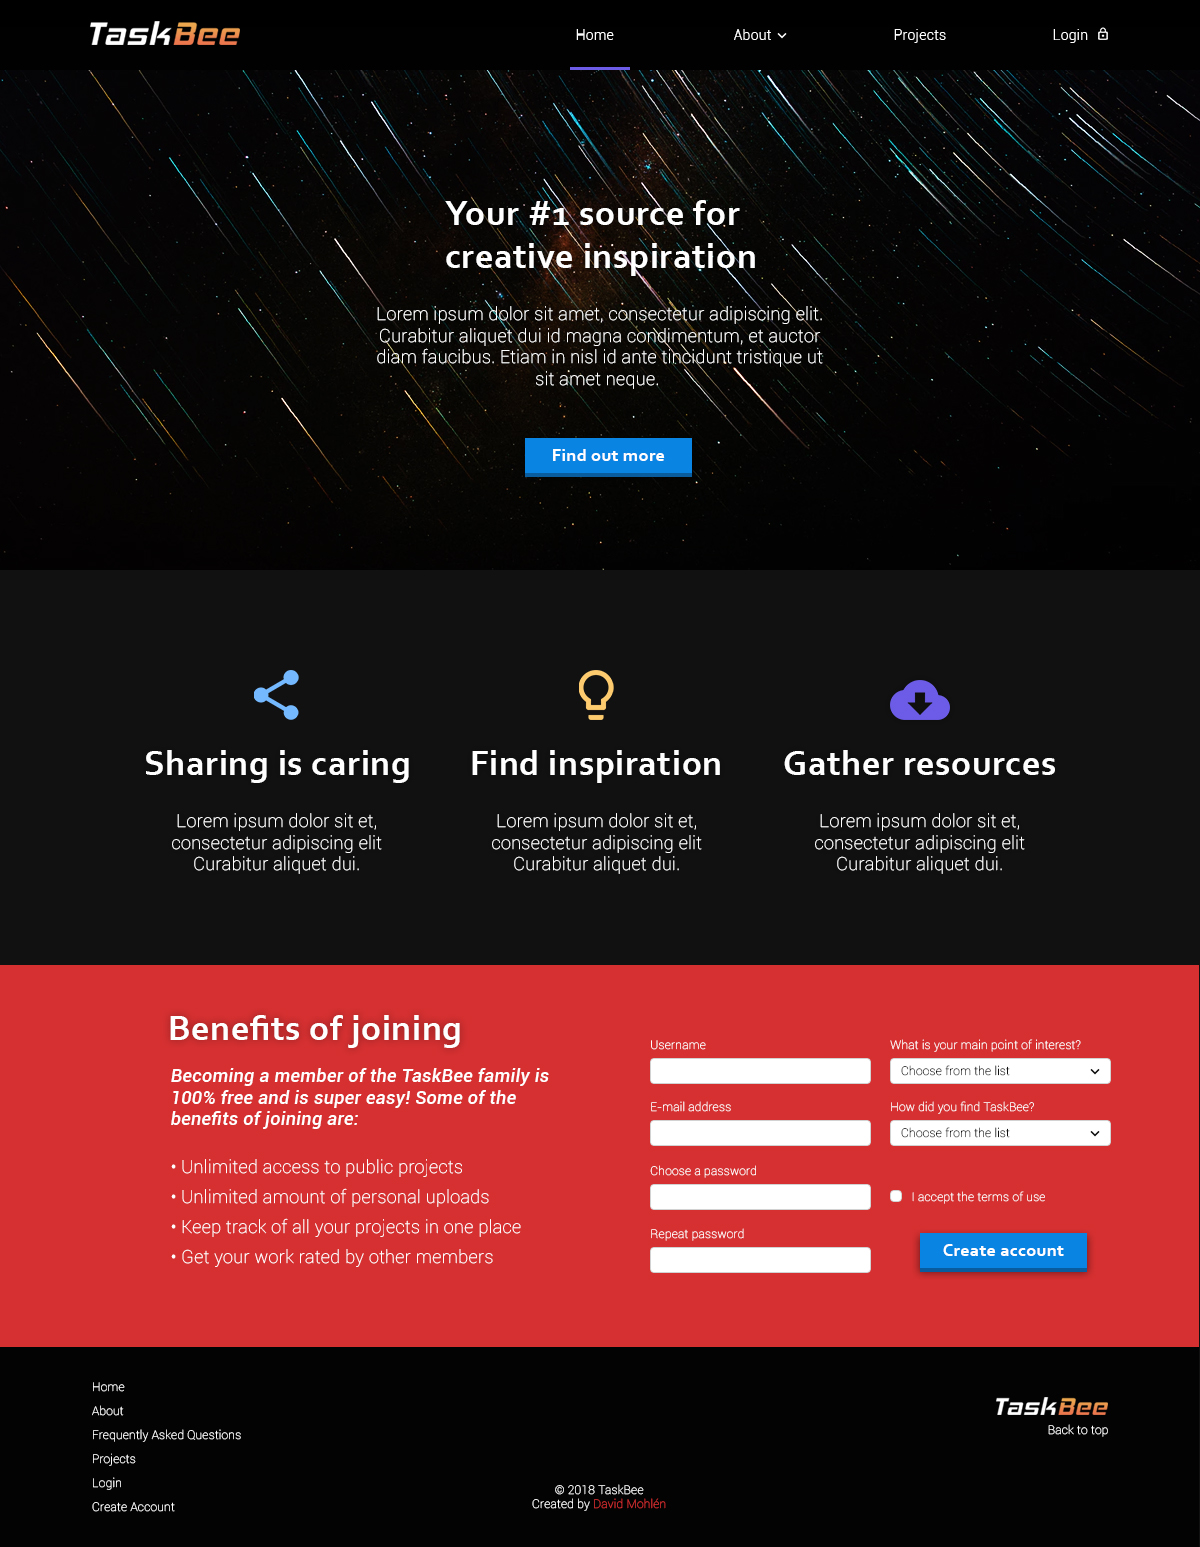 TaskBee
Home
About
Projects
Login
Your #1 source for
creative inspiration
Lorem ipsum dolor sit amet, consectetur adipiscing elit.
Curabitur aliquet dui id magna condimentum, et auctor
diam faucibus. Etiam in nisl id ante tincidunt tristique ut
sit amet neque.
Find out more
Sharing is caring
Lorem ipsum dolor sit et,
consectetur adipiscing elit
Curabitur aliquet dui.
Find inspiration
Lorem ipsum dolor sit et,
consectetur adipiscing elit
Curabitur aliquet dui.
Gather resources
Lorem ipsum dolor sit et,
consectetur adipiscing elit
Curabitur aliquet dui.
Benefits of joining
Becoming a member of the TaskBee family is
100% free and is super easy! Some of the
benefits of joining are:
• Unlimited access to public projects
• Unlimited amount of personal uploads
• Keep track of all your projects in one place
• Get your work rated by other members
Username
E-mail address
Choose a password
Repeat password
What is your main point of interest?
Choose from the list
How did you find TaskBee?
Choose from the list
I accept the terms of use
Create account
Home
About
Frequently Asked Questions
Projects
Login
Create Account
© 2018 TaskBee
Created by David Mohlén
TaskBee
Back to top